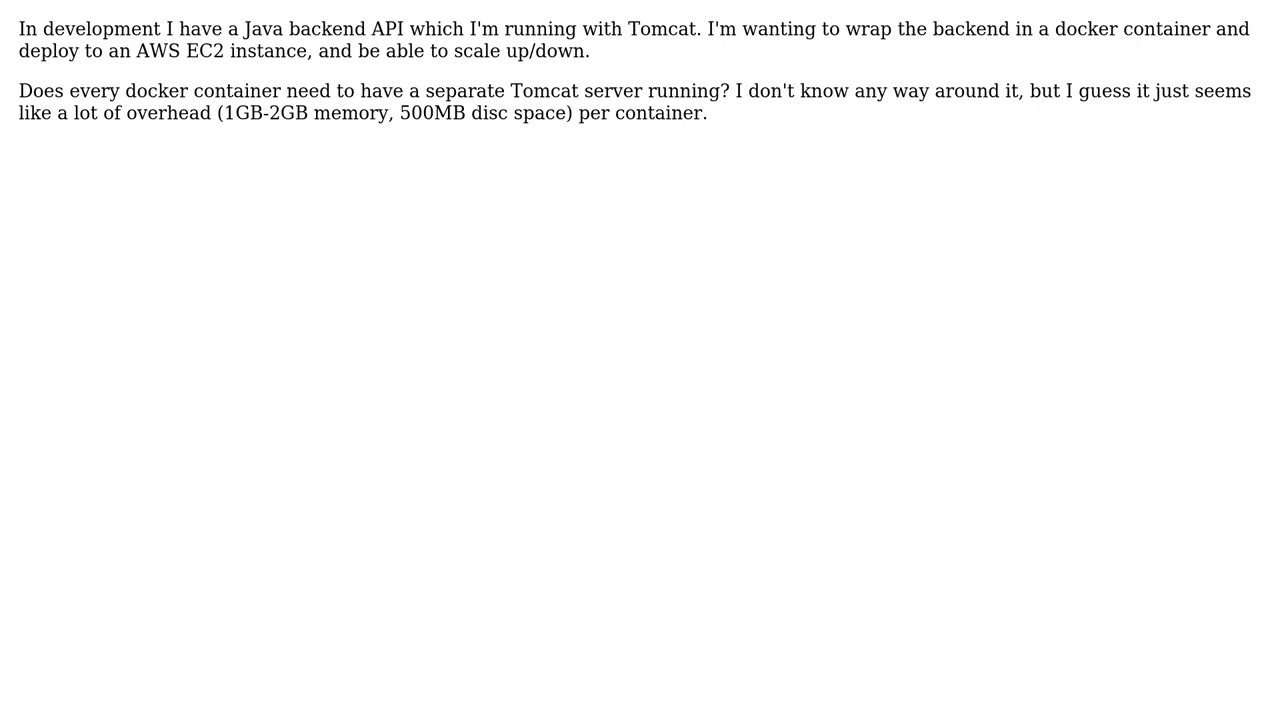 In development I have a Java backend API which I'm running with Tomcat. I'm wanting to wrap the backend in a docker container and
deploy to an AWS EC2 instance, and be able to scale up/down.
Does every docker container need to have a separate Tomcat server running? I don't know any way around it, but I guess it just seems
like a lot of overhead (1GB-2GB memory, 500MB disc space) per container.